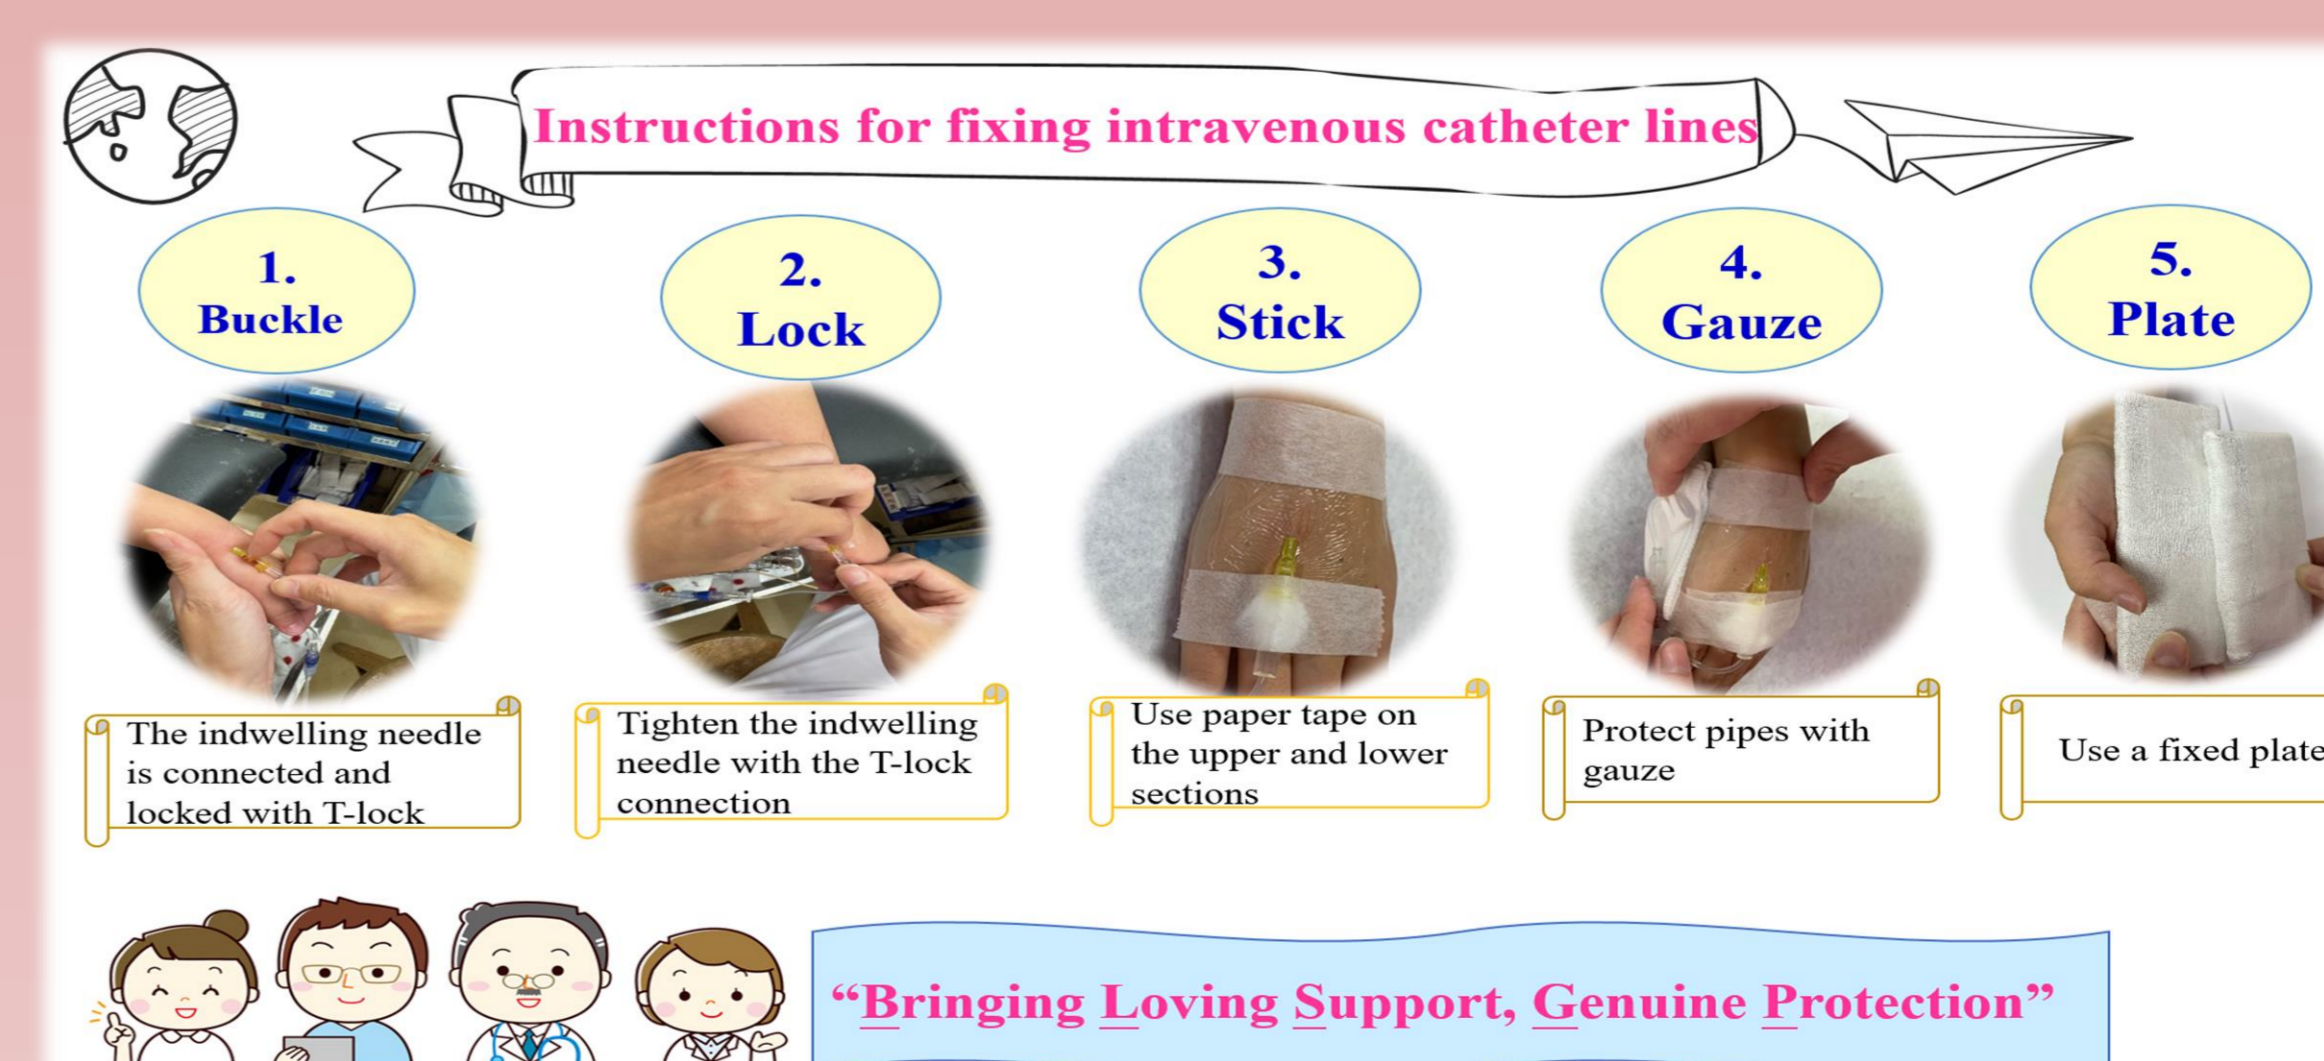 Instructions for fixing intravenous catheter lines
1.
Buckle
2.
Lock
3.
Stick
4.
Gauze
5.
Plate
The indwelling needle
is connected and
locked with T-lock
Tighten the indwelling
needle with the T-lock
connection
Use paper tape on
the upper and lower
sections
Protect pipes with
gauze
Use a fixed plate
“Bringing Loving Support, Genuine Protection”